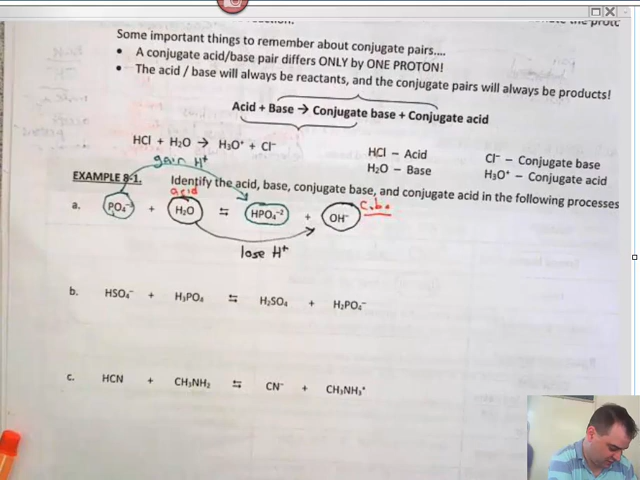 Some important things to remember about conjugate pairs....
• A conjugate acid/base pair differs ONLY by ONE PROTON!
• The acid / base will always be reactants, and the conjugate pairs will always be products!
Acid + Base → Conjugate base + Conjugate acid
HCl + H₂O → H₃O⁺ + Cl⁻
HCl – Acid
Cl⁻ – Conjugate base
H₂O – Base
H₃O⁺ – Conjugate acid
gain H⁺
EXAMPLE 8-1. Identify the acid, base, conjugate base, and conjugate acid in the following processes
acid
c.b.
a. PO₄⁻³ + H₂O ⇆ HPO₄⁻² + OH⁻
lose H⁺
b. HSO₄⁻ + H₃PO₄ ⇆ H₂SO₄ + H₂PO₄⁻
c. HCN + CH₃NH₂ ⇆ CN⁻ + CH₃NH₃⁺